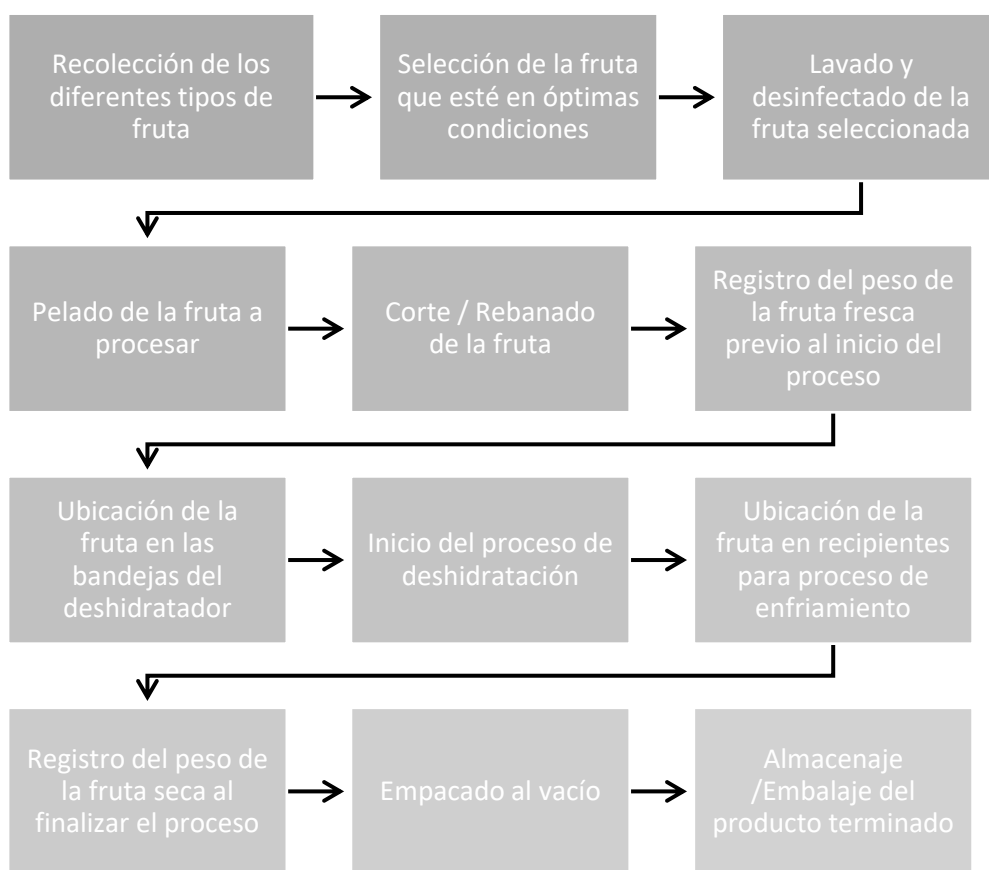 Recolección de los
diferentes tipos de
fruta
Selección de la fruta
que esté en óptimas
condiciones
Lavado y
desinfectado de la
fruta seleccionada
Pelado de la fruta a
procesar
Corte / Rebanado
de la fruta
Registro del peso de
la fruta fresca
previo al inicio del
proceso
Ubicación de la
fruta en las
bandejas del
deshidratador
Inicio del proceso de
deshidratación
Ubicación de la
fruta en recipientes
para proceso de
enfriamiento
Registro del peso de
la fruta seca al
finalizar el proceso
Empacado al vacío
Almacenaje
/Embalaje del
producto terminado